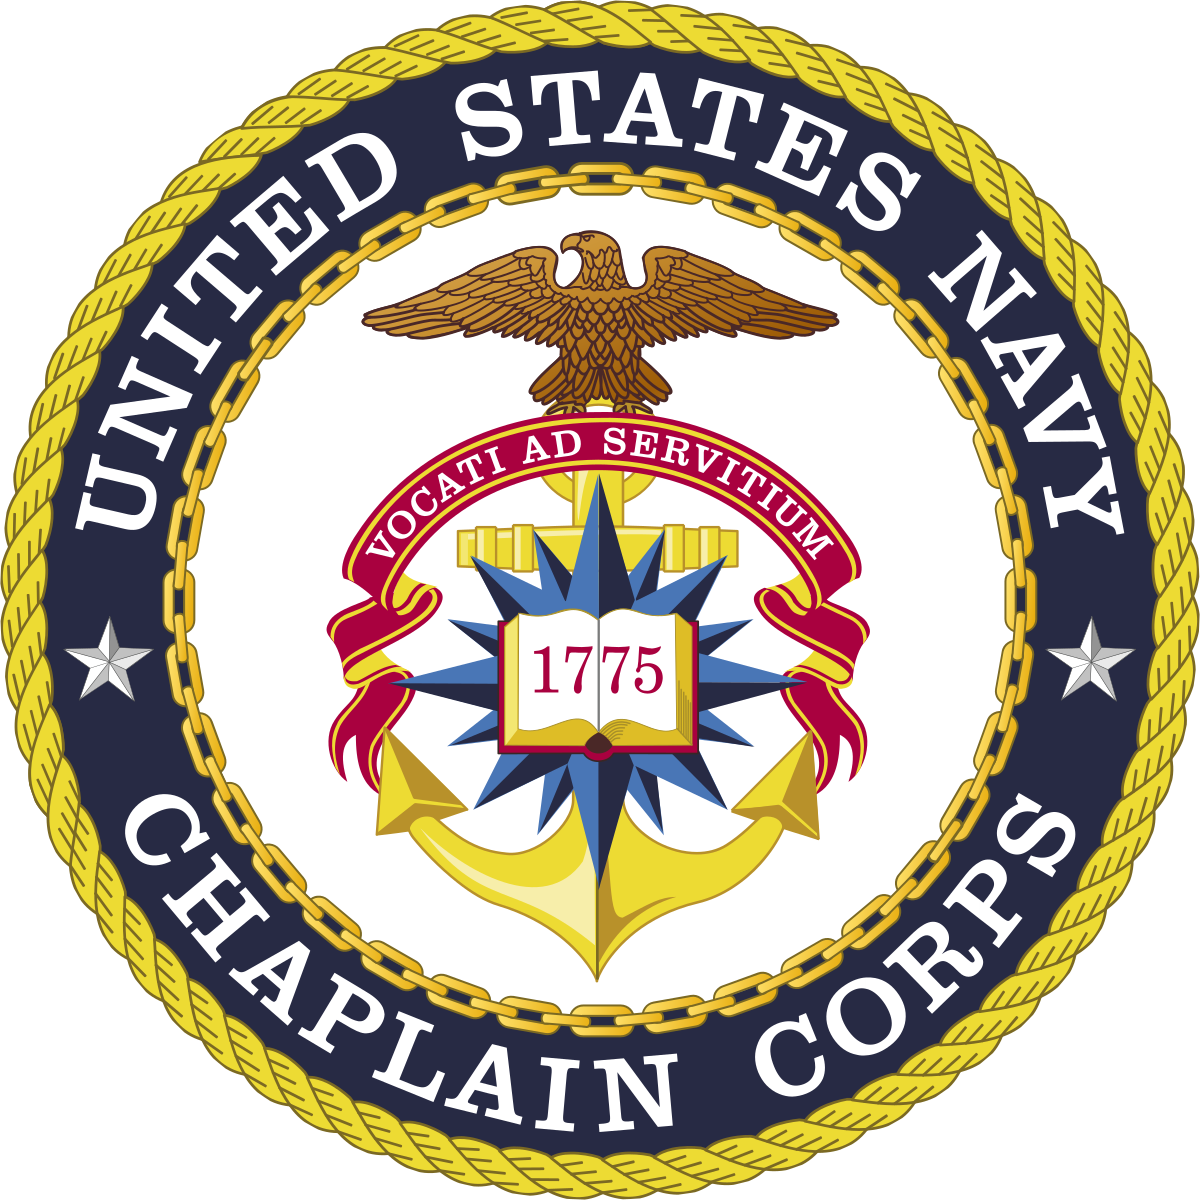 UNITED STATES NAVY
VOCATI AD SERVITIUM
1775
CHAPLAIN CORPS